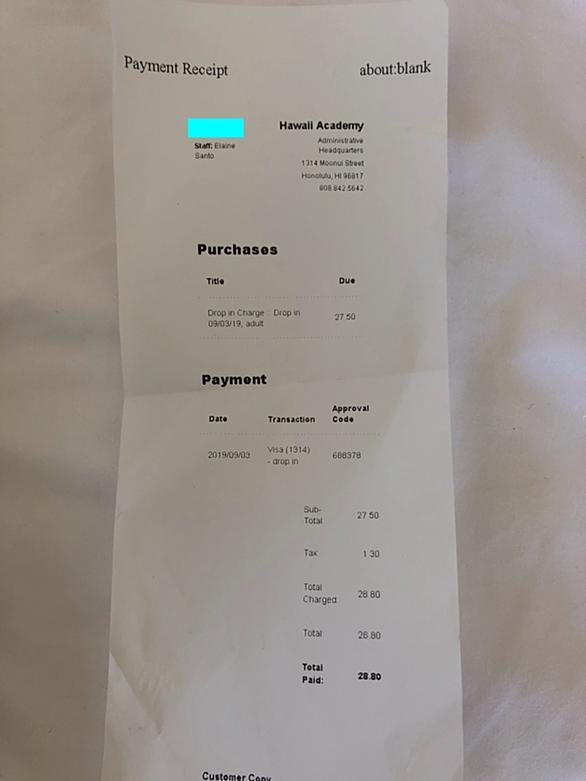 Payment Receipt about:blank
Hawaii Academy
Staff: Elaine
Santo
Administrative
Headquarters
1314 Moonui Street
Honolulu, HI 96817
808.842.5642
Purchases
Title Due
Drop in Charge : Drop in
09/03/19, adult
27.50
Payment
Date Transaction Approval
Code
2019/09/03 Visa (1314)
- drop in
688378
Sub-
Total
27.50
Tax: 1.30
Total
Charged:
28.80
Total: 28.80
Total
Paid:
28.80
Customer Copy